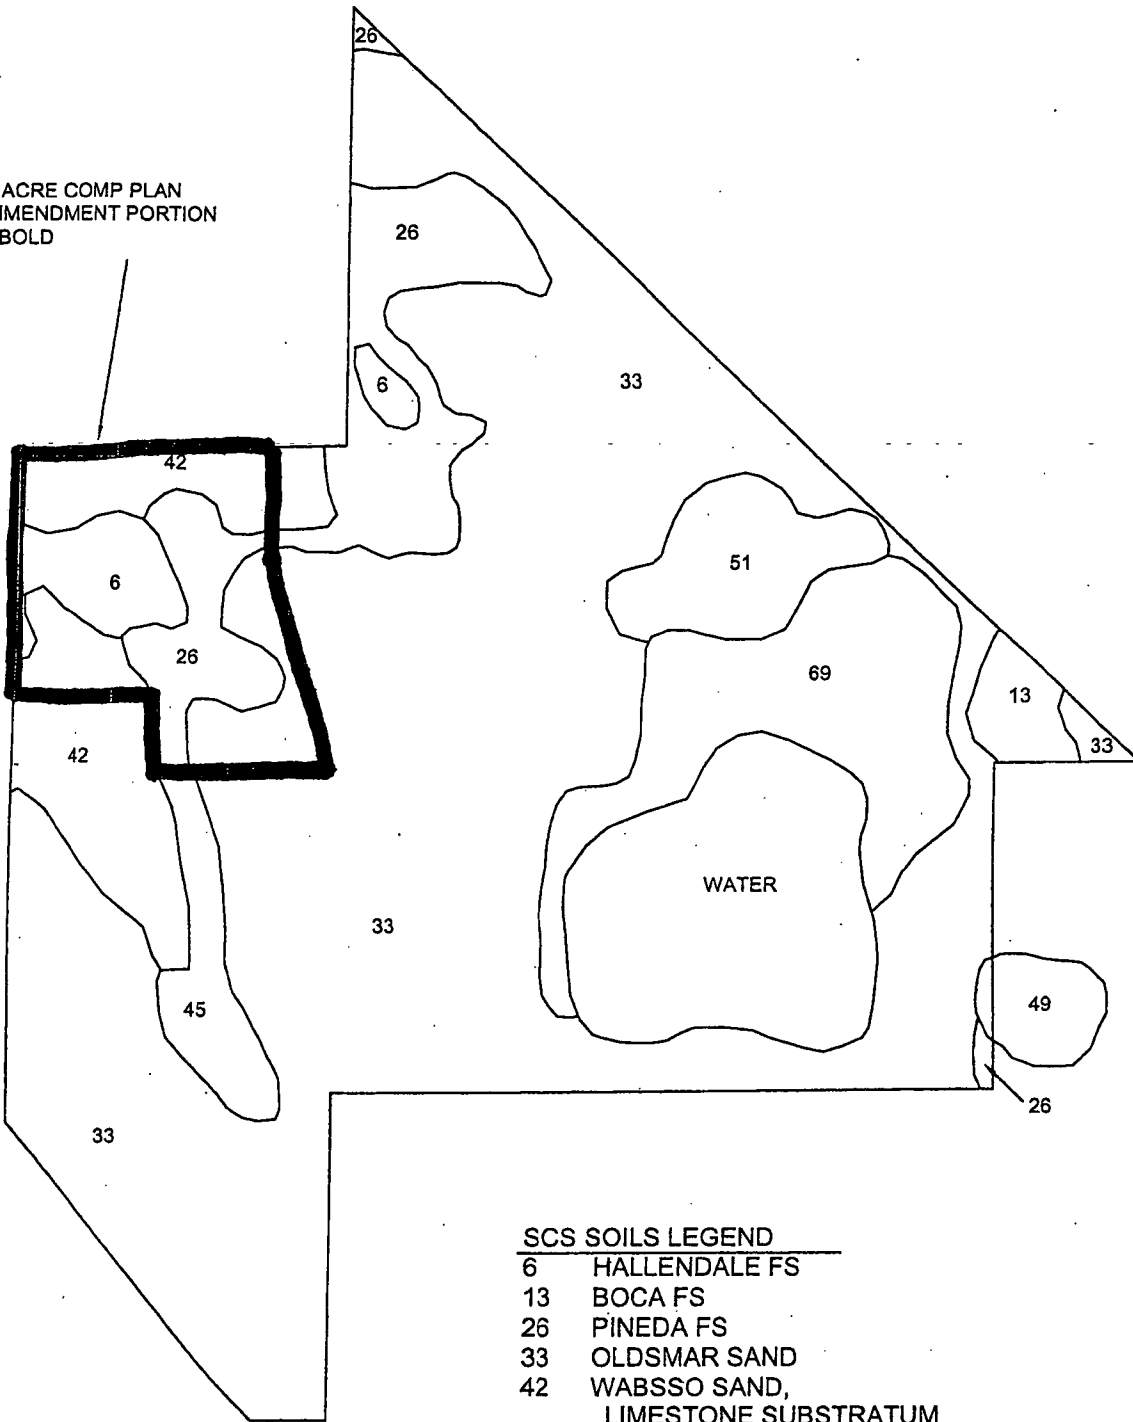 26
ACRE COMP PLAN
MENDMENT PORTION
BOLD
26
6
33
42
6
51
26
69
13
33
42
WATER
33
45
49
26
33
SCS SOILS LEGEND
6 HALLENDALE FS
13 BOCA FS
26 PINEDA FS
33 OLDSMAR SAND
42 WABSSO SAND,
LIMESTONE SUBSTRATUM